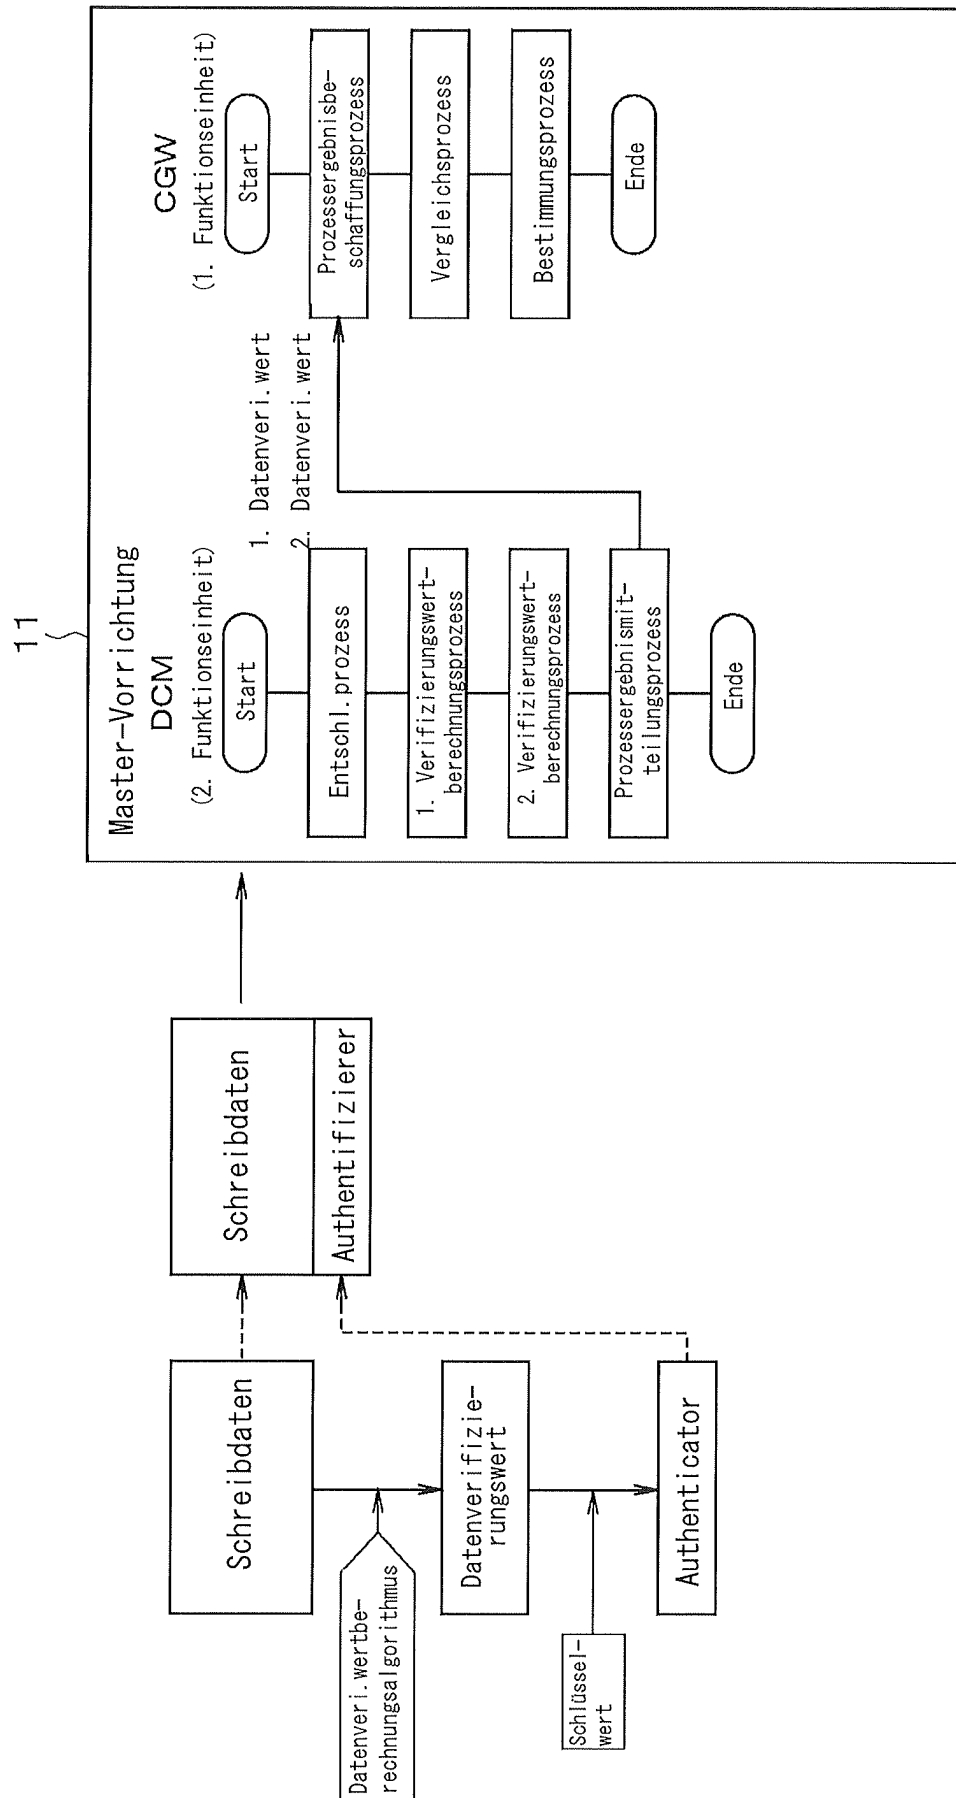 Schreibdaten
Datenveri.wertbe-
rechnungsalgorithmus
Datenverifizie-
rungswert
Schlüssel-
wert
Authenticator
Schreibdaten
Authentifizierer
11
Master-Vorrichtung
DCM
(2. Funktionseinheit)
Start
Entschl.prozess
1. Verifizierungswert-
berechnungsprozess
2. Verifizierungswert-
berechnungsprozess
Prozessergebnismit-
teilungsprozess
Ende
1. Datenveri.wert
2. Datenveri.wert
CGW
(1. Funktionseinheit)
Start
Prozessergebnisbe-
schaffungsprozess
Vergleichsprozess
Bestimmungsprozess
Ende